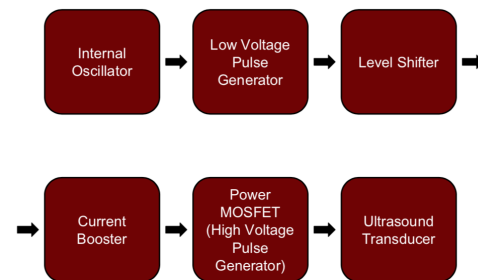 Internal
Oscillator
Low Voltage
Pulse
Generator
Level Shifter
Current
Booster
Power
MOSFET
(High Voltage
Pulse
Generator)
Ultrasound
Transducer